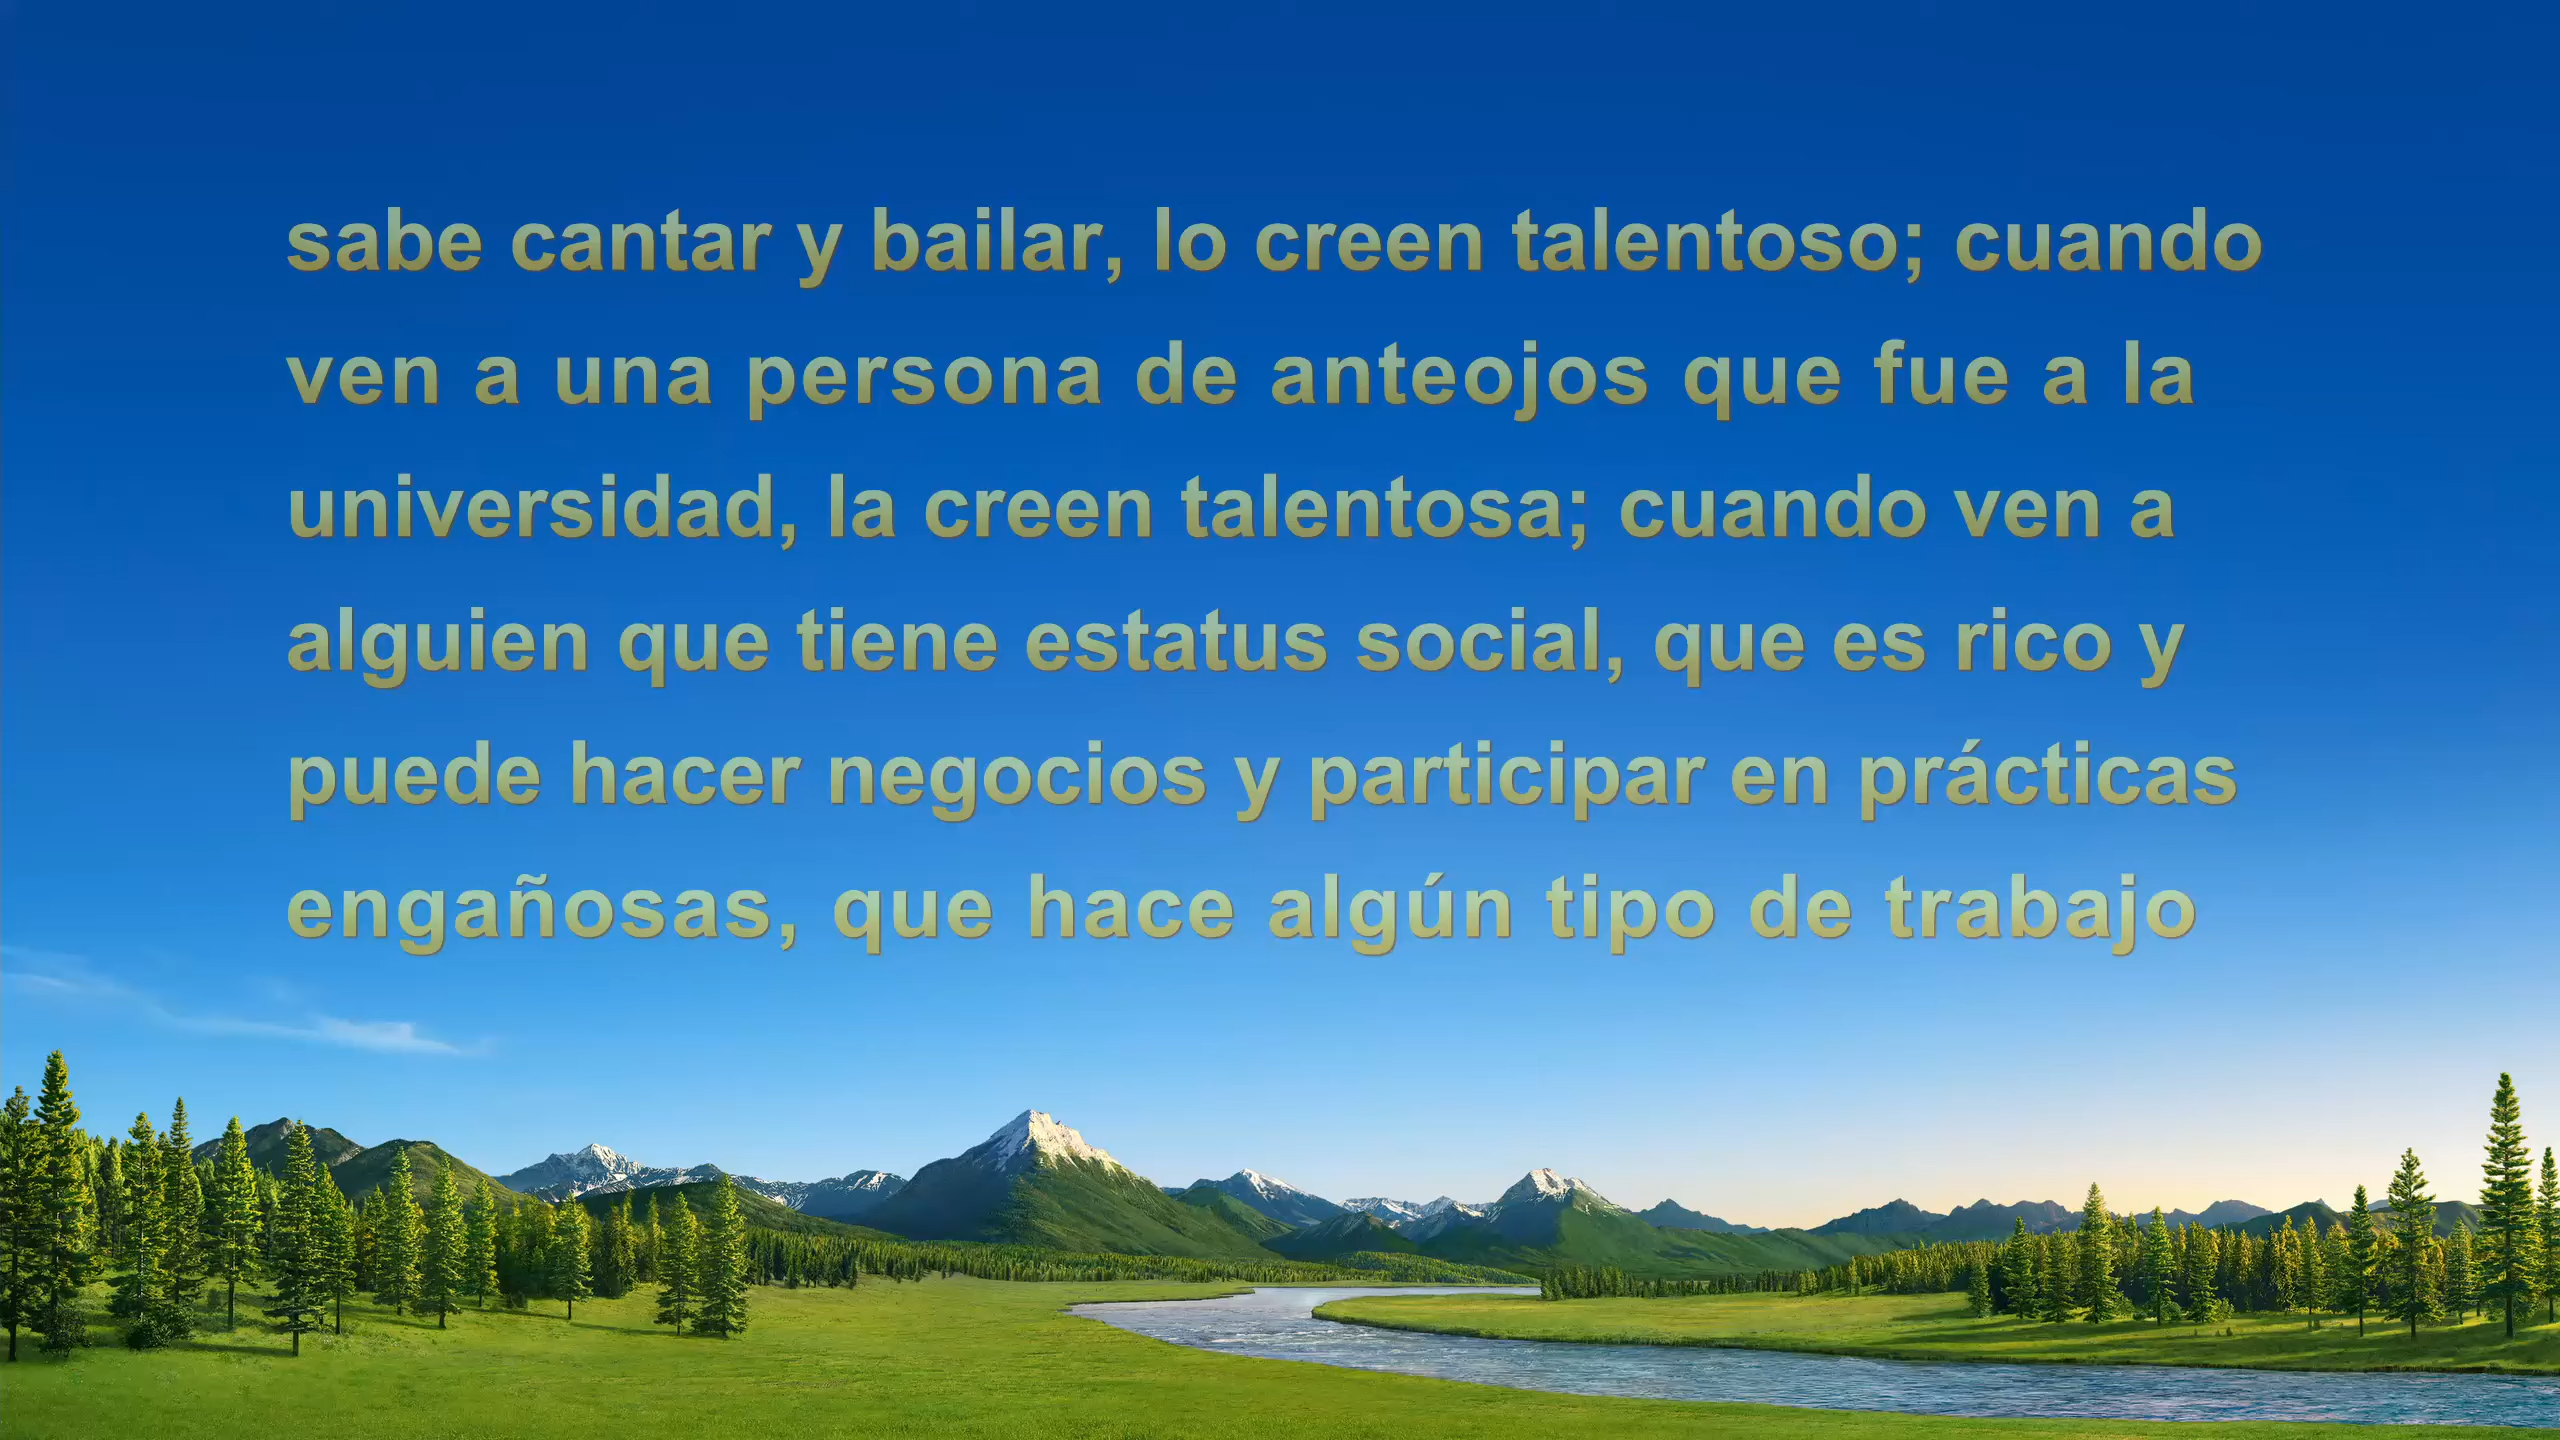 sabe cantar y bailar, lo creen talentoso; cuando
ven a una persona de anteojos que fue a la
universidad, la creen talentosa; cuando ven a
alguien que tiene estatus social, que es rico y
puede hacer negocios y participar en prácticas
engañosas, que hace algún tipo de trabajo